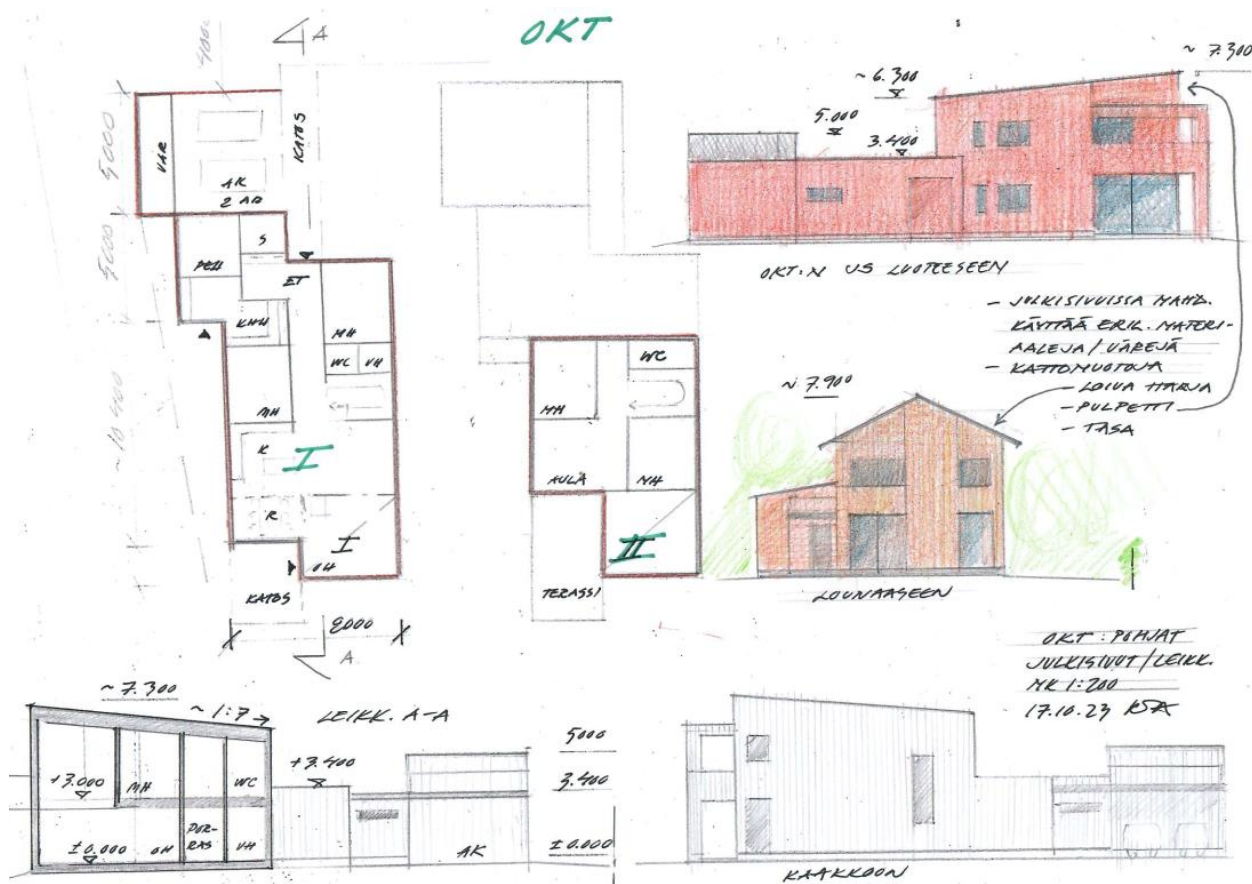 OKT
A
4000
5000
5000
~10400
VAR
AK
2 AP
KATOS
S
PEH
ET
KHH
MH
WC
VH
MH
K
I
R
I
OH
KATOS
8000
A
WC
MH
AULA
MH
II
TERASSI
~ 7.300
~ 6.300
5.000
3.400
OKT:N US LUOTEESEEN
- JULKISIVUISSA MAHD.
KÄYTTÄÄ ERIL. MATERI-
AALEJA / VÄREJÄ
- KATTOMUOTOJA
- LOIVA HARJA
- PULPETTI
- TASA
~ 7.900
LOUNAASEEN
OKT : POHJAT
JULKISIVUT / LEIKK.
MK 1:200
17.10.23
~ 7.300
~ 1:7
LEIKK. A-A
+3.000
MH
WC
±0.000
OH
POR-
RAS
VH
+3.400
AK
5000
3.400
±0.000
KAAKKOON